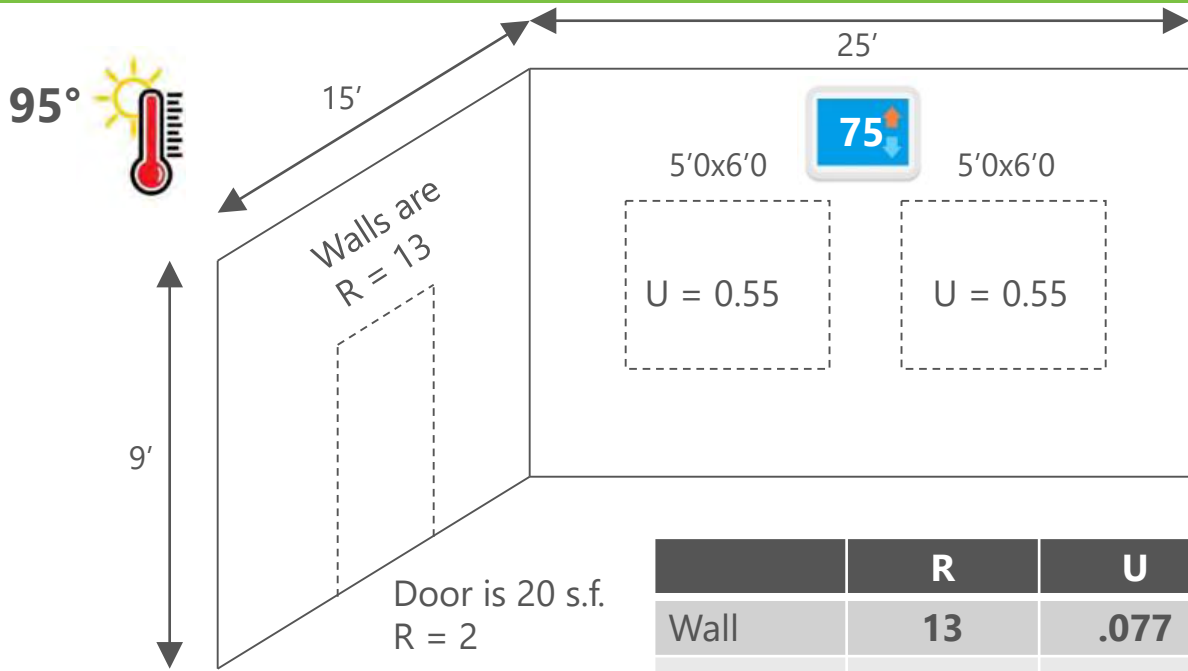 25′
95°
15′
75
5′0x6′0
5′0x6′0
Walls are
R = 13
U = 0.55
U = 0.55
9′
Door is 20 s.f.
R = 2
R
U
Wall
13
.077